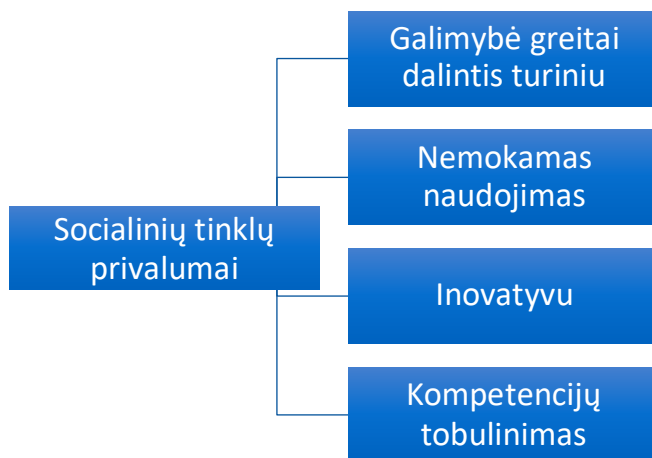 Galimybė greitai
dalintis turiniu
Nemokamas
naudojimas
Socialinių tinklų
privalumai
Inovatyvu
Kompetencijų
tobulinimas